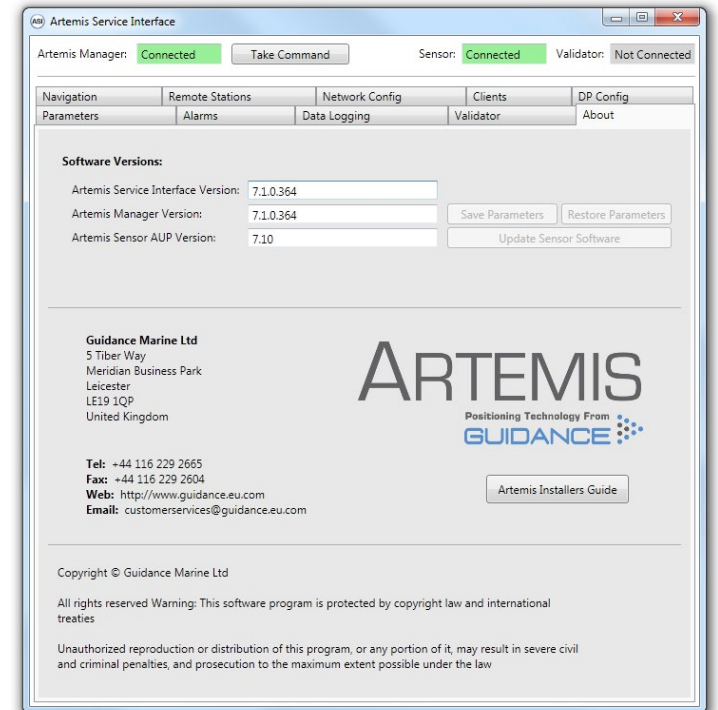 ASI Artemis Service Interface
Artemis Manager: Connected Take Command Sensor: Connected Validator: Not Connected
Navigation Remote Stations Network Config Clients DP Config
Parameters Alarms Data Logging Validator About
Software Versions:
Artemis Service Interface Version: 7.1.0.364
Artemis Manager Version: 7.1.0.364 Save Parameters Restore Parameters
Artemis Sensor AUP Version: 7.10 Update Sensor Software
Guidance Marine Ltd
5 Tiber Way
Meridian Business Park
Leicester
LE19 1QP
United Kingdom
ARTEMIS
Positioning Technology From
GUIDANCE
Tel: +44 116 229 2665
Fax: +44 116 229 2604
Web: http://www.guidance.eu.com
Email: customerservices@guidance.eu.com
Artemis Installers Guide
Copyright © Guidance Marine Ltd
All rights reserved Warning: This software program is protected by copyright law and international
treaties
Unauthorized reproduction or distribution of this program, or any portion of it, may result in severe civil
and criminal penalties, and prosecution to the maximum extent possible under the law